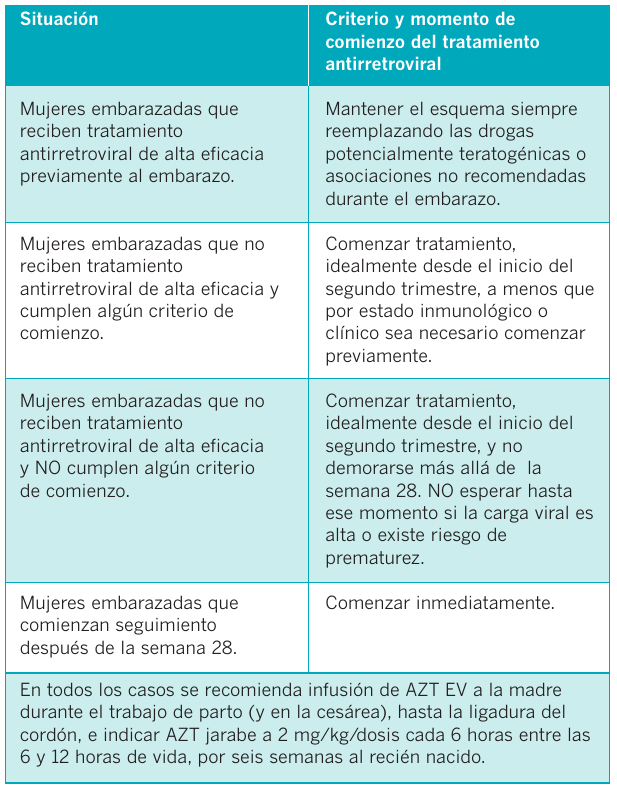 Situación
Criterio y momento de
comienzo del tratamiento
antirretroviral
Mujeres embarazadas que
reciben tratamiento
antirretroviral de alta eficacia
previamente al embarazo.
Mantener el esquema siempre
reemplazando las drogas
potencialmente teratogénicas o
asociaciones no recomendadas
durante el embarazo.
Mujeres embarazadas que no
reciben tratamiento
antirretroviral de alta eficacia y
cumplen algún criterio de
comienzo.
Comenzar tratamiento,
idealmente desde el inicio del
segundo trimestre, a menos que
por estado inmunológico o
clínico sea necesario comenzar
previamente.
Mujeres embarazadas que no
reciben tratamiento
antirretroviral de alta eficacia
y NO cumplen algún criterio
de comienzo.
Comenzar tratamiento,
idealmente desde el inicio del
segundo trimestre, y no
demorarse más allá de la
semana 28. NO esperar hasta
ese momento si la carga viral es
alta o existe riesgo de
prematurez.
Mujeres embarazadas que
comienzan seguimiento
después de la semana 28.
Comenzar inmediatamente.
En todos los casos se recomienda infusión de AZT EV a la madre
durante el trabajo de parto (y en la cesárea), hasta la ligadura del
cordón, e indicar AZT jarabe a 2 mg/kg/dosis cada 6 horas entre las
6 y 12 horas de vida, por seis semanas al recién nacido.